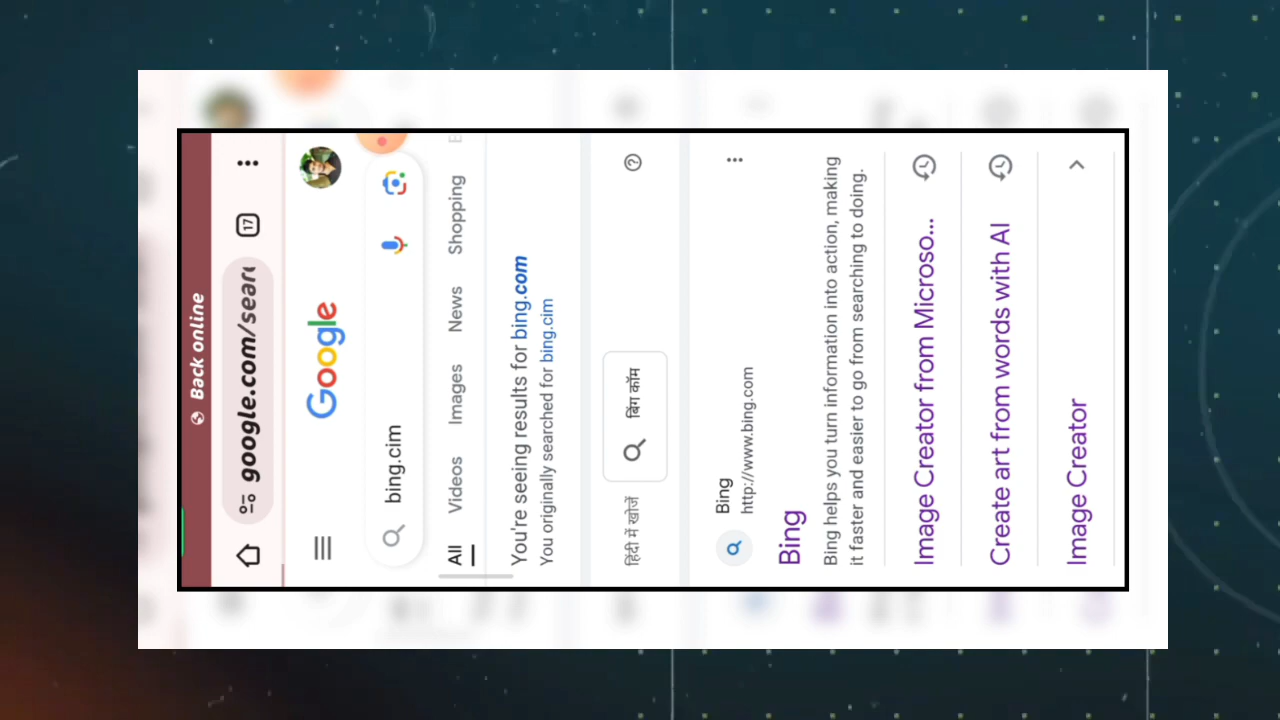 Back online
google.com/sear
17
Google
bing.cim
All Videos Images News Shopping
You're seeing results for bing.com
You originally searched for bing.cim
हिंदी में खोजें बिंग कॉम
Bing
http://www.bing.com
Bing
Bing helps you turn information into action, making
it faster and easier to go from searching to doing.
Image Creator from Microso...
Create art from words with AI
Image Creator